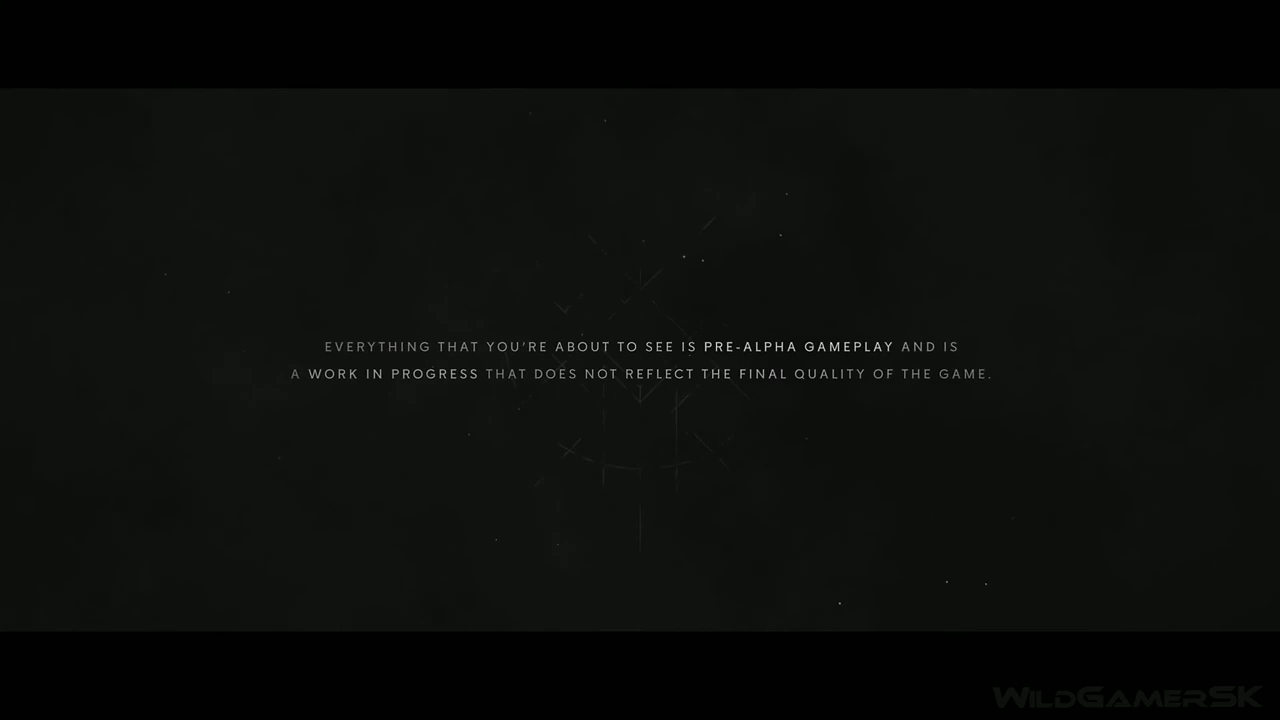 EVERYTHING THAT YOU'RE ABOUT TO SEE IS PRE-ALPHA GAMEPLAY AND IS
A WORK IN PROGRESS THAT DOES NOT REFLECT THE FINAL QUALITY OF THE GAME.
WILDGAMERSK